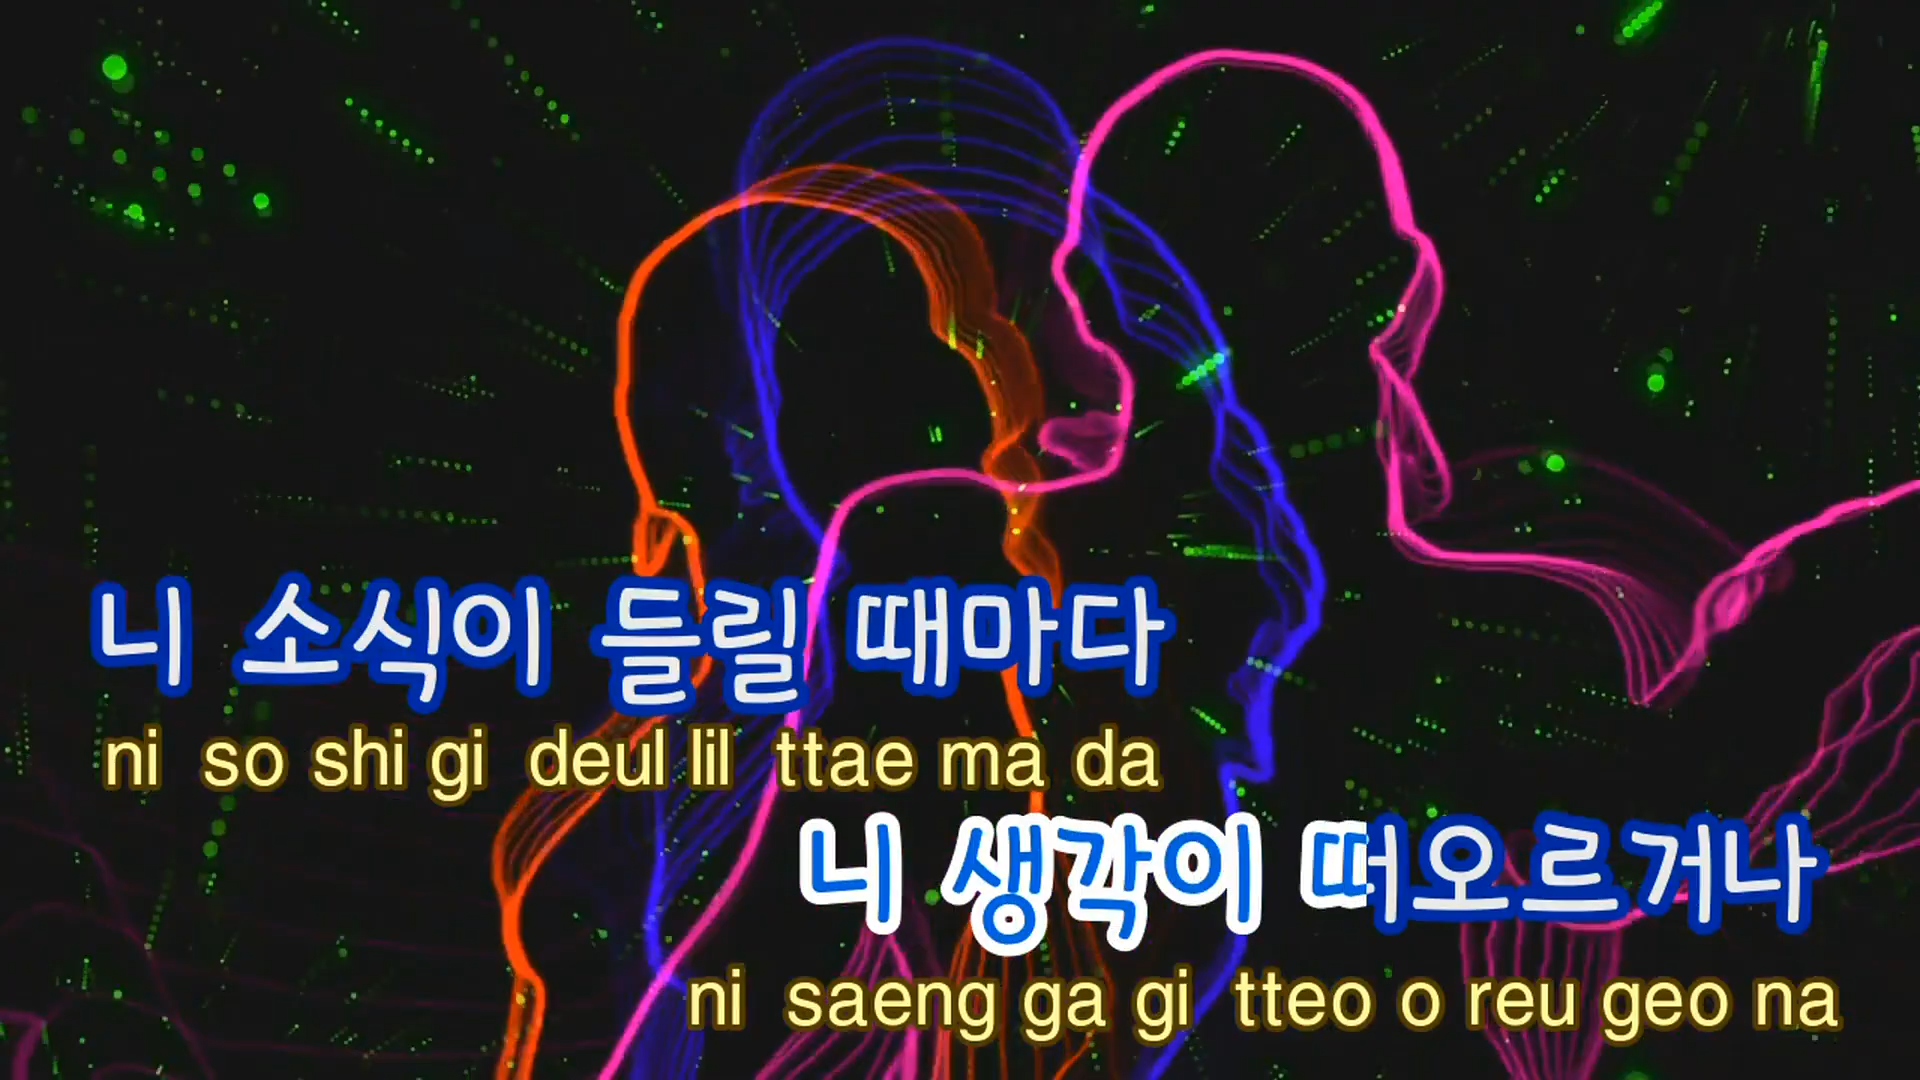 니 소식이 들릴 때마다
ni so shi gi deul lil ttae ma da
니 생각이 떠오르거나
ni saeng ga gi tteo o reu geo na